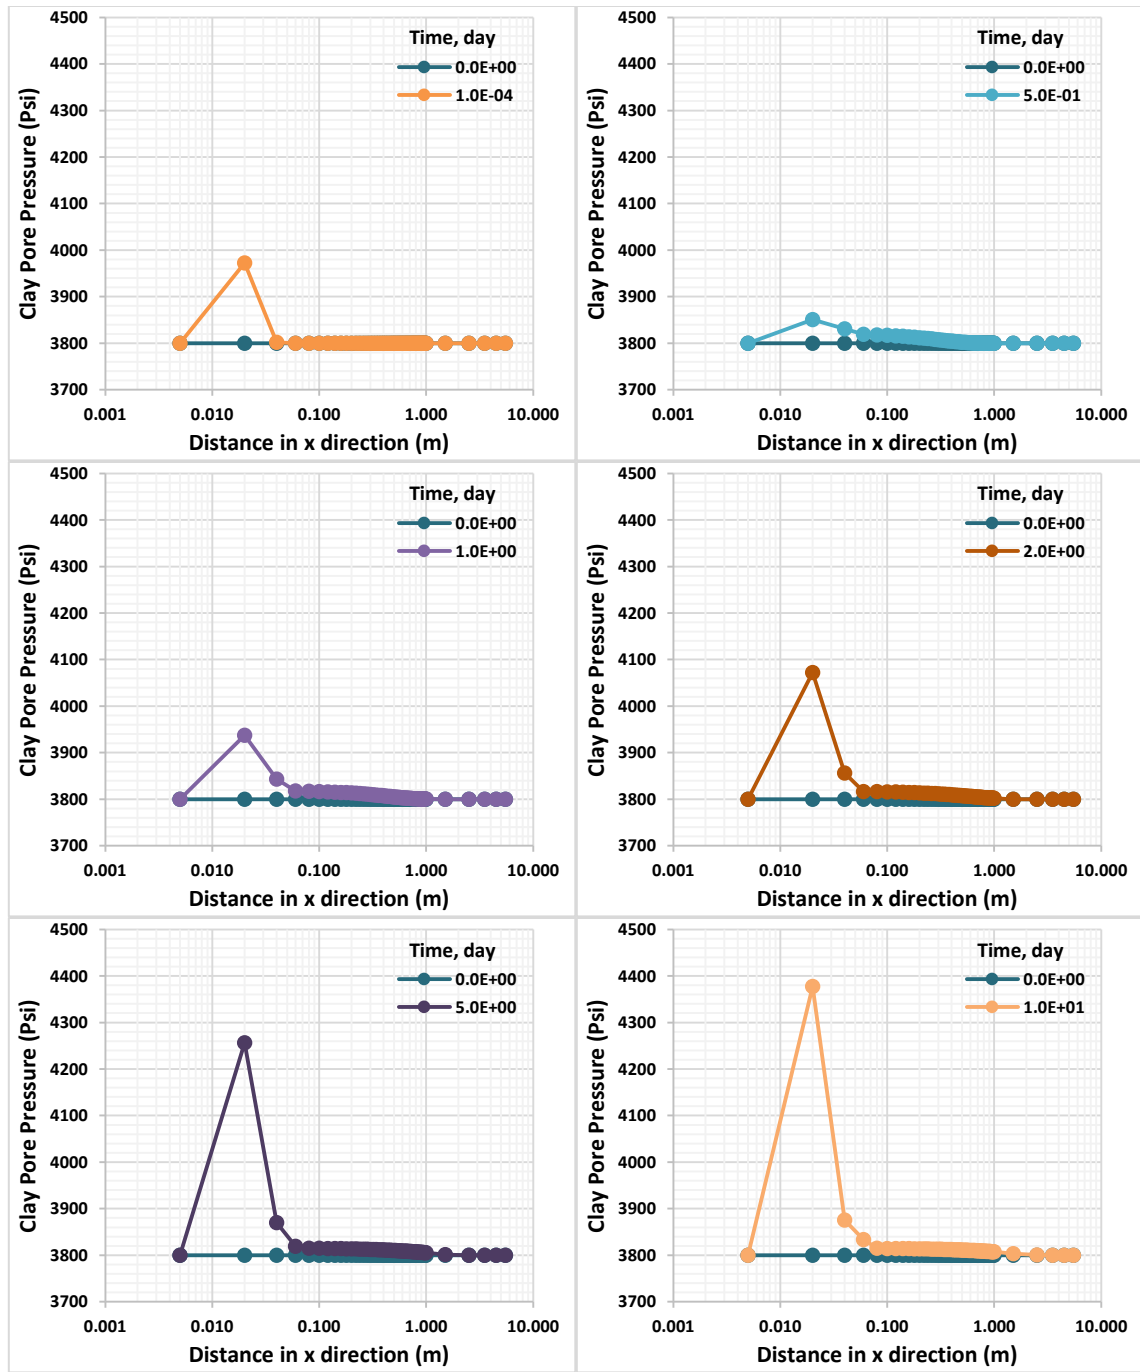 Clay Pore Pressure (Psi)
4500
4400
4300
4200
4100
4000
3900
3800
3700
Time, day
0.0E+00
1.0E-04
0.001 0.010 0.100 1.000 10.000
Distance in x direction (m)
Clay Pore Pressure (Psi)
4500
4400
4300
4200
4100
4000
3900
3800
3700
Time, day
0.0E+00
5.0E-01
0.001 0.010 0.100 1.000 10.000
Distance in x direction (m)
Clay Pore Pressure (Psi)
4500
4400
4300
4200
4100
4000
3900
3800
3700
Time, day
0.0E+00
1.0E+00
0.001 0.010 0.100 1.000 10.000
Distance in x direction (m)
Clay Pore Pressure (Psi)
4500
4400
4300
4200
4100
4000
3900
3800
3700
Time, day
0.0E+00
2.0E+00
0.001 0.010 0.100 1.000 10.000
Distance in x direction (m)
Clay Pore Pressure (Psi)
4500
4400
4300
4200
4100
4000
3900
3800
3700
Time, day
0.0E+00
5.0E+00
0.001 0.010 0.100 1.000 10.000
Distance in x direction (m)
Clay Pore Pressure (Psi)
4500
4400
4300
4200
4100
4000
3900
3800
3700
Time, day
0.0E+00
1.0E+01
0.001 0.010 0.100 1.000 10.000
Distance in x direction (m)